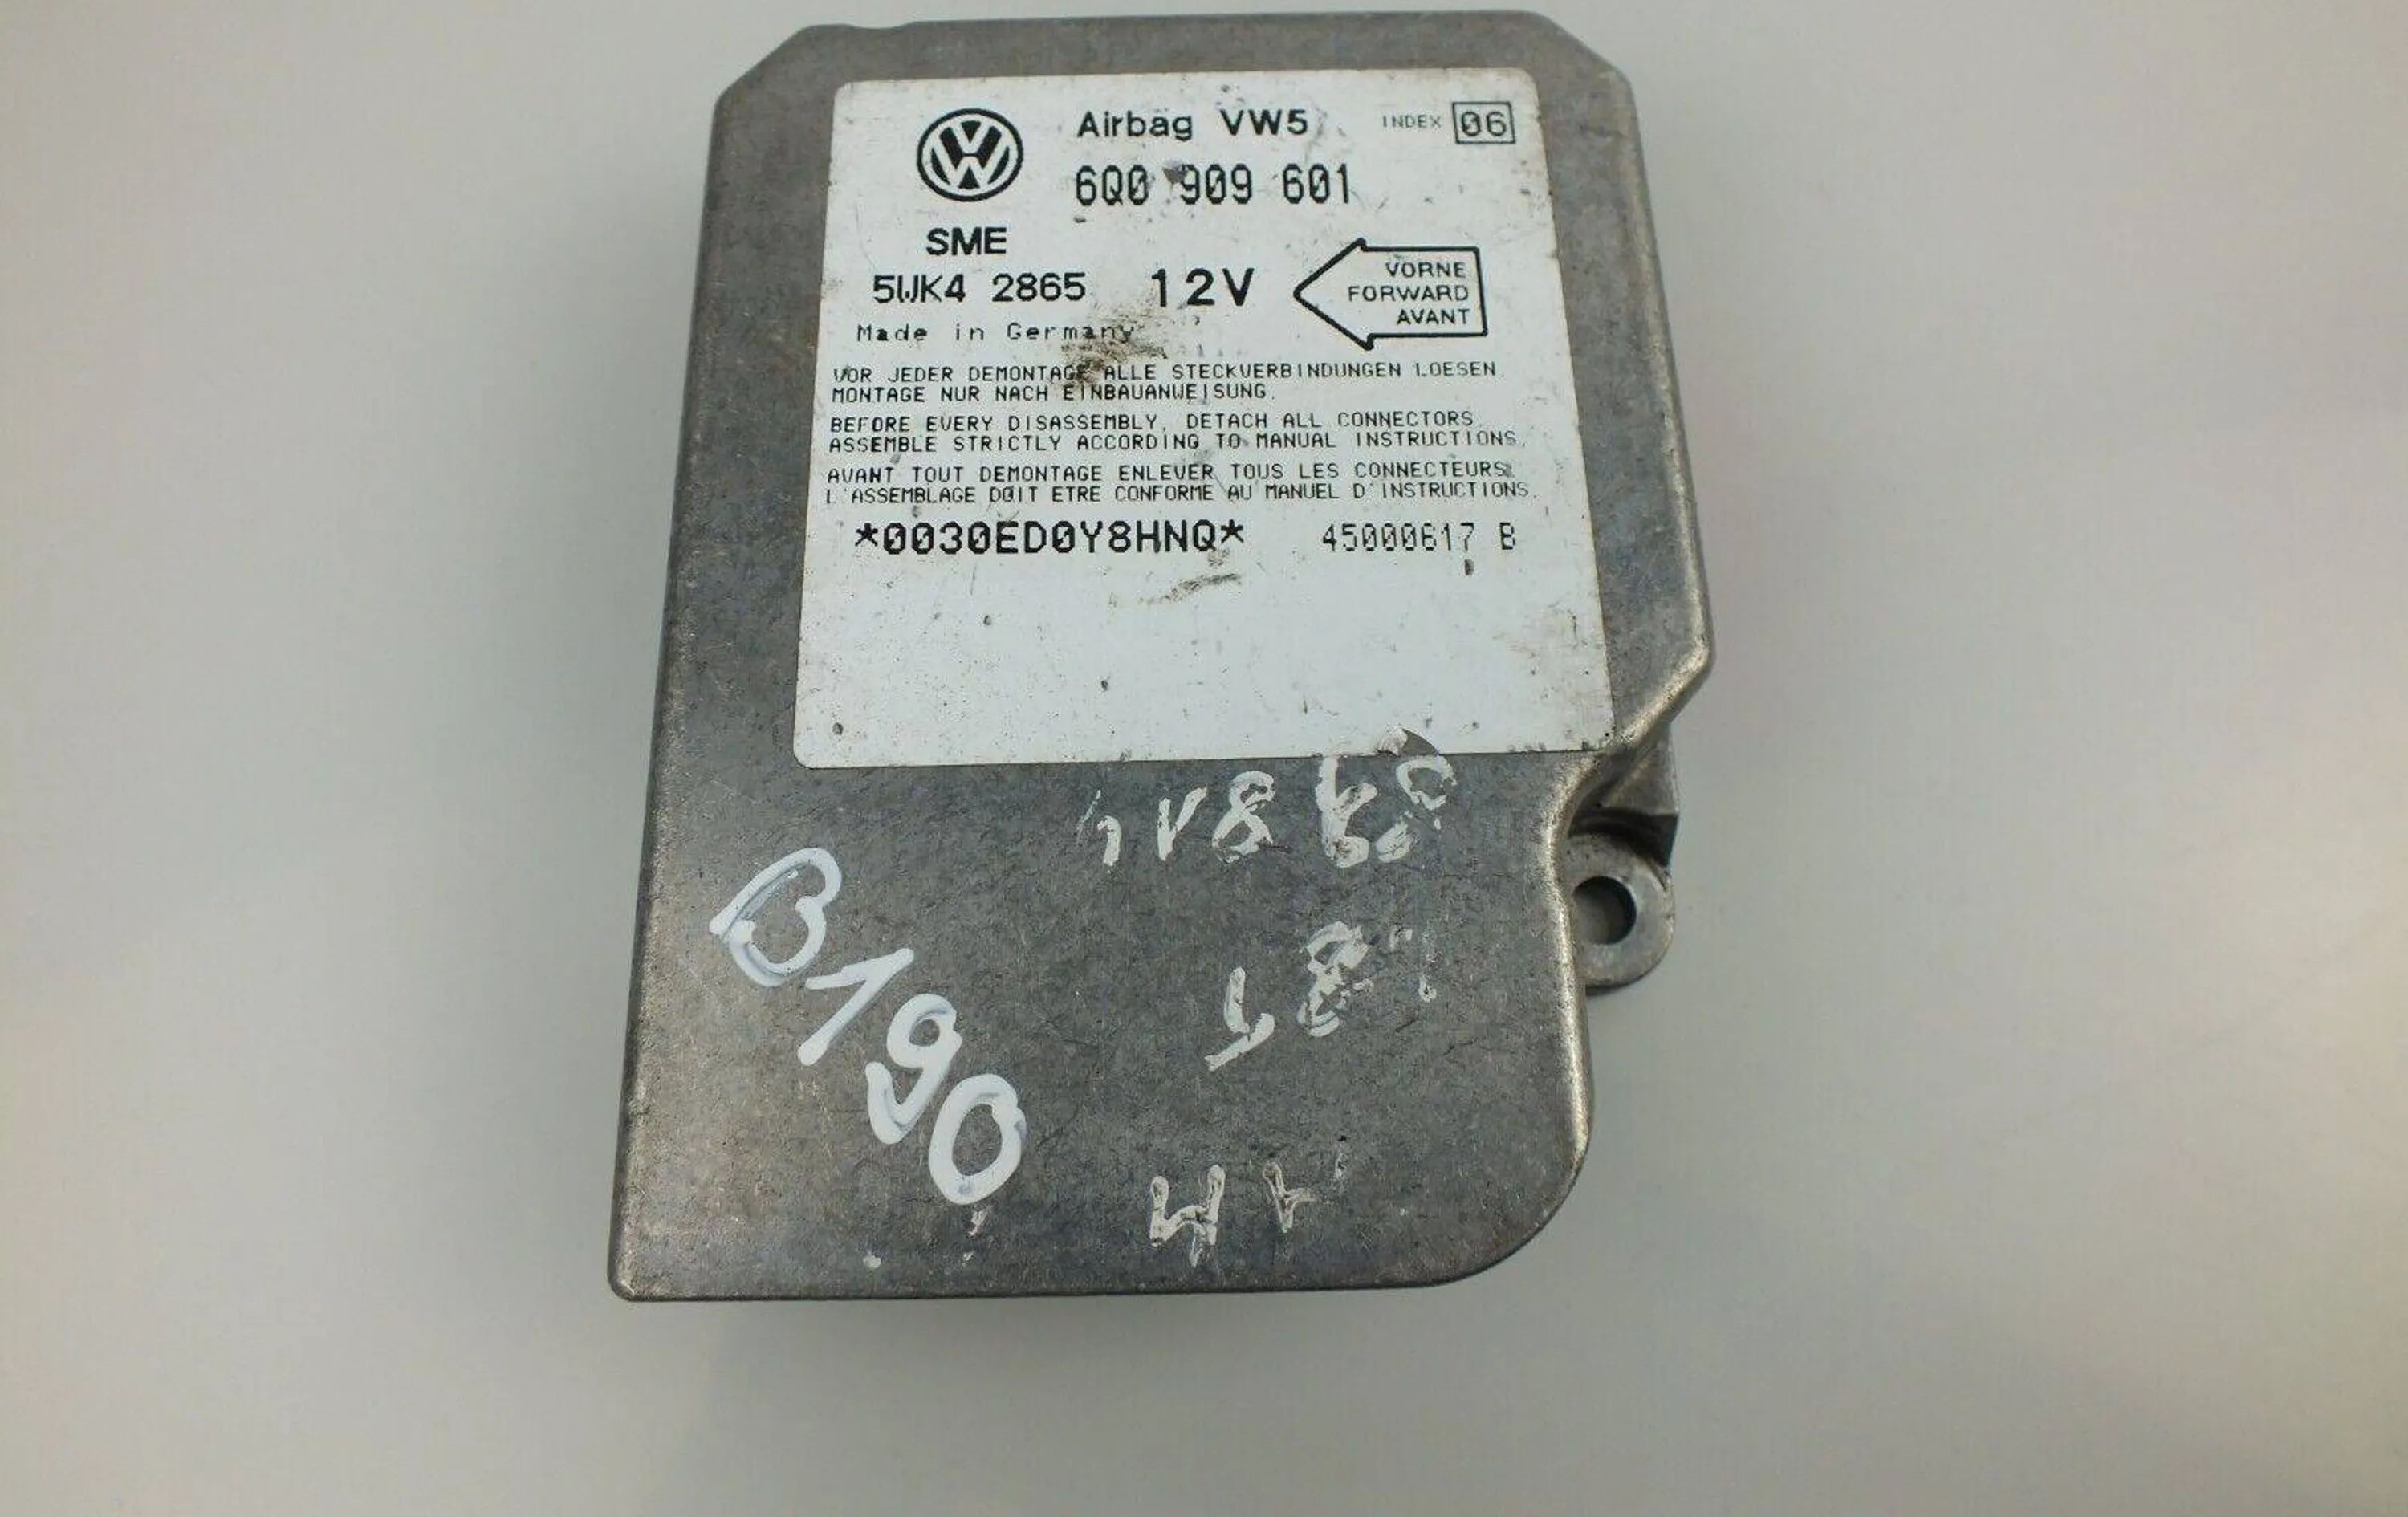 Airbag VW5 INDEX 06
6Q0 909 601
SME
5WK4 2865 12V
VORNE
FORWARD
AVANT
Made in Germany
VOR JEDER DEMONTAGE ALLE STECKVERBINDUNGEN LOESEN.
MONTAGE NUR NACH EINBAUANWEISUNG.
BEFORE EVERY DISASSEMBLY, DETACH ALL CONNECTORS.
ASSEMBLE STRICTLY ACCORDING TO MANUAL INSTRUCTIONS.
AVANT TOUT DEMONTAGE ENLEVER TOUS LES CONNECTEURS.
L'ASSEMBLAGE DOIT ETRE CONFORME AU MANUEL D'INSTRUCTIONS.
*0030ED0Y8HNQ* 45000617 B
B190